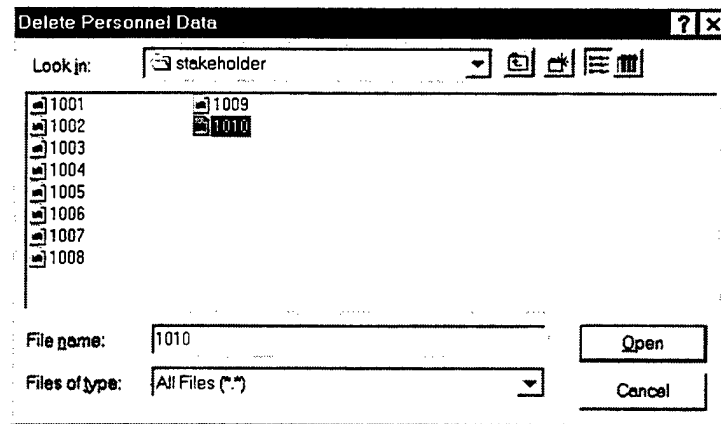 Delete Personnel Data
Look in: stakeholder
1001 1009
1002 1010
1003
1004
1005
1006
1007
1008
File name: 1010 Open
Files of type: All Files (*.*) Cancel